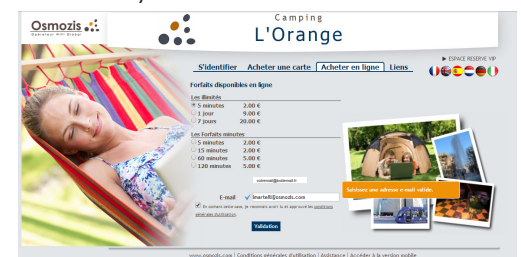 Osmozis
Opérateur WiFi Global
Camping
L'Orange
▶ ESPACE RESERVE VIP
S'identifier Acheter une carte Acheter en ligne Liens
Forfaits disponibles en ligne
Les illimités
5 minutes 2.00 €
1 jour 9.00 €
7 jours 20.00 €
Les Forfaits minutes
5 minutes 2.00 €
15 minutes 2.00 €
60 minutes 5.00 €
120 minutes 5.00 €
votremail@hotemail.fr
Saisissez une adresse e-mail valide.
E-mail lmartell@osmozis.com
En cochant cette case, je reconnais avoir lu et approuvé les conditions
générales d'utilisation.
Validation
www.osmozis.com | Conditions générales d'utilisation | Assistance | Accéder à la version mobile